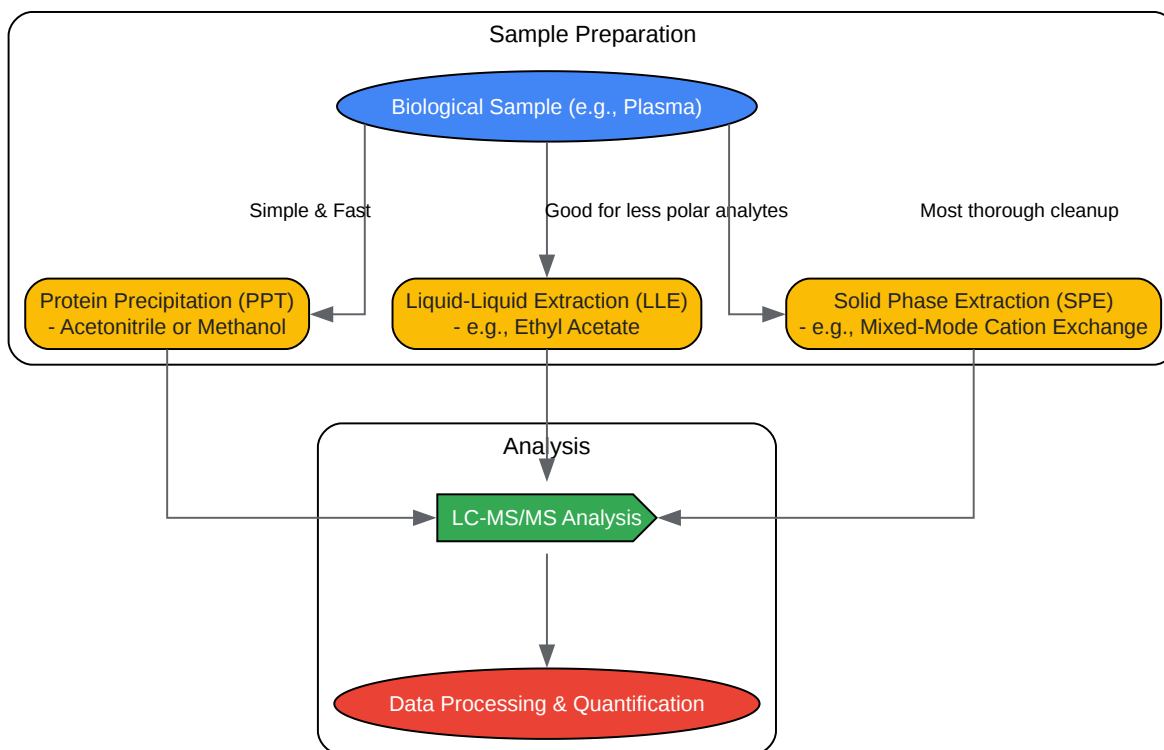 Sample Preparation
Biological Sample (e.g., Plasma)
Simple & Fast
Good for less polar analytes
Most thorough cleanup
Protein Precipitation (PPT)
- Acetonitrile or Methanol
Liquid-Liquid Extraction (LLE)
- e.g., Ethyl Acetate
Solid Phase Extraction (SPE)
- e.g., Mixed-Mode Cation Exchange
Analysis
LC-MS/MS Analysis
Data Processing & Quantification